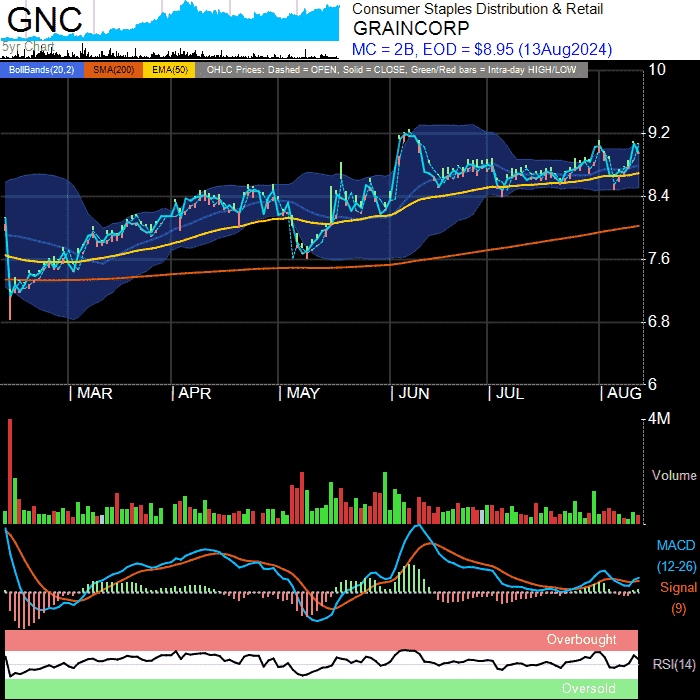 GNC
5yr Chart
Consumer Staples Distribution & Retail
GRAINCORP
MC = 2B, EOD = $8.95 (13Aug2024)
BollBands(20,2) SMA(200) EMA(50) OHLC Prices: Dashed = OPEN, Solid = CLOSE, Green/Red bars = Intra-day HIGH/LOW
10
9.2
8.4
7.6
6.8
6
MAR APR MAY JUN JUL AUG
4M
Volume
MACD
(12-26)
Signal
(9)
Overbought
RSI(14)
Oversold